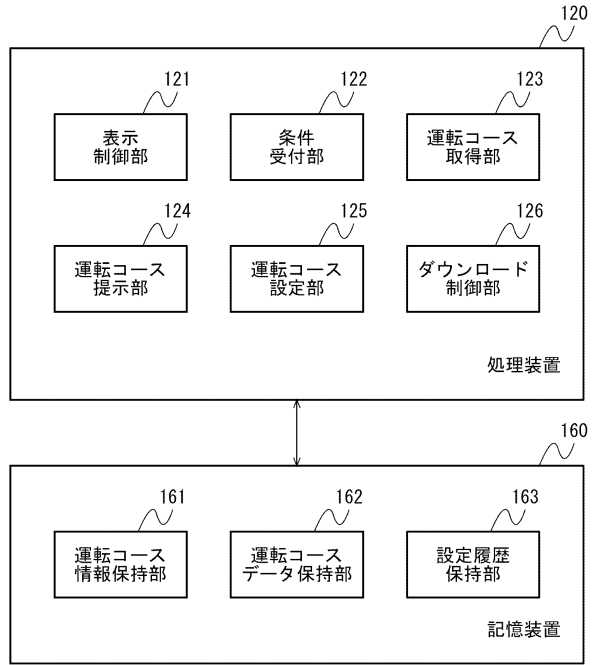 120
121
122
123
表示
制御部
条件
受付部
運転コース
取得部
124
125
126
運転コース
提示部
運転コース
設定部
ダウンロード
制御部
処理装置
160
161
162
163
運転コース
情報保持部
運転コース
データ保持部
設定履歴
保持部
記憶装置